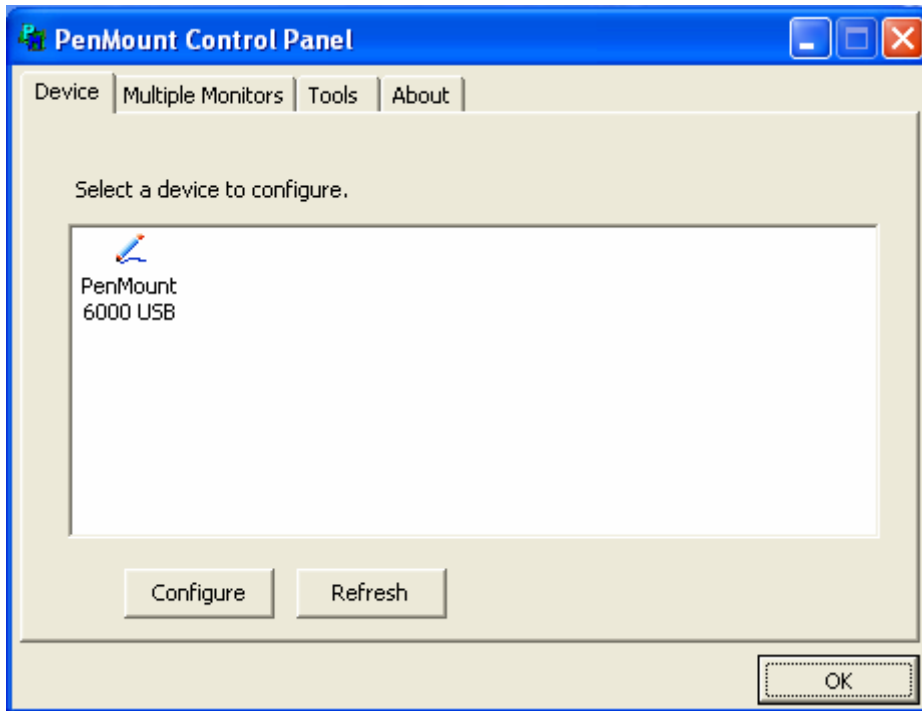 PenMount Control Panel
Device Multiple Monitors Tools About
Select a device to configure.
PenMount
6000 USB
Configure Refresh
OK